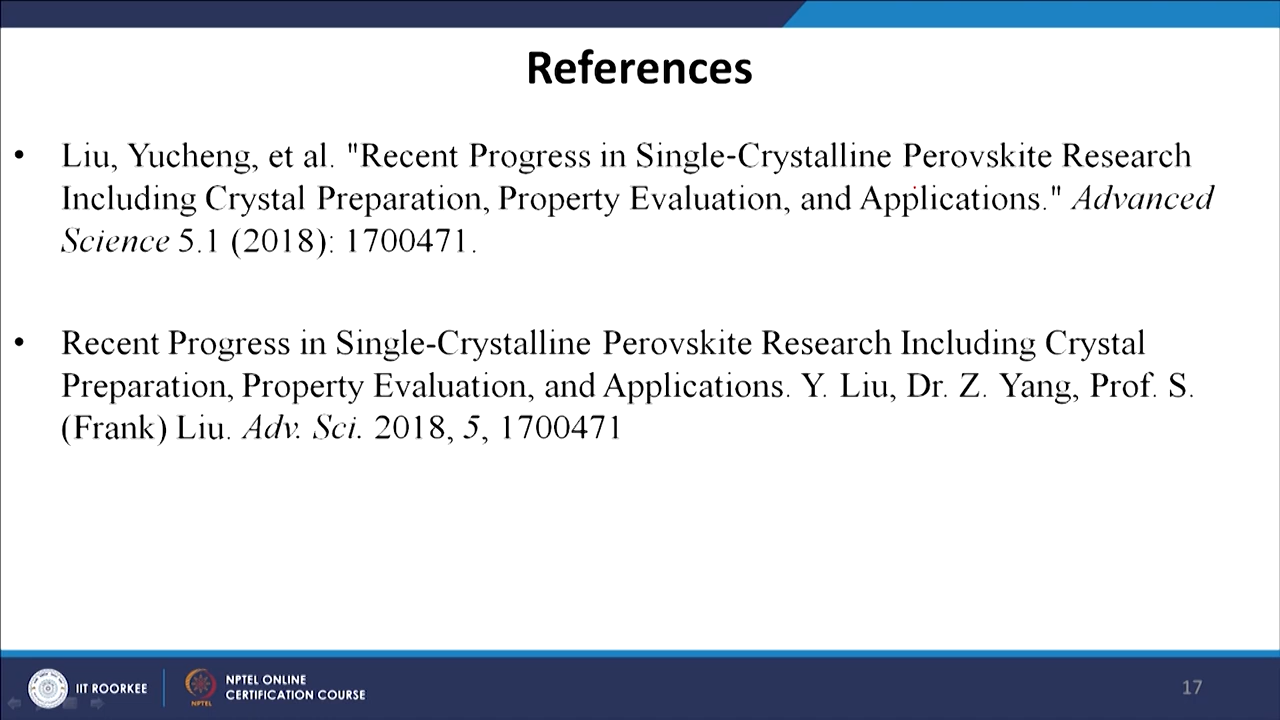 References
• Liu, Yucheng, et al. "Recent Progress in Single-Crystalline Perovskite Research
Including Crystal Preparation, Property Evaluation, and Applications." Advanced
Science 5.1 (2018): 1700471.
• Recent Progress in Single-Crystalline Perovskite Research Including Crystal
Preparation, Property Evaluation, and Applications. Y. Liu, Dr. Z. Yang, Prof. S.
(Frank) Liu. Adv. Sci. 2018, 5, 1700471
IIT ROORKEE
NPTEL
NPTEL ONLINE
CERTIFICATION COURSE
17